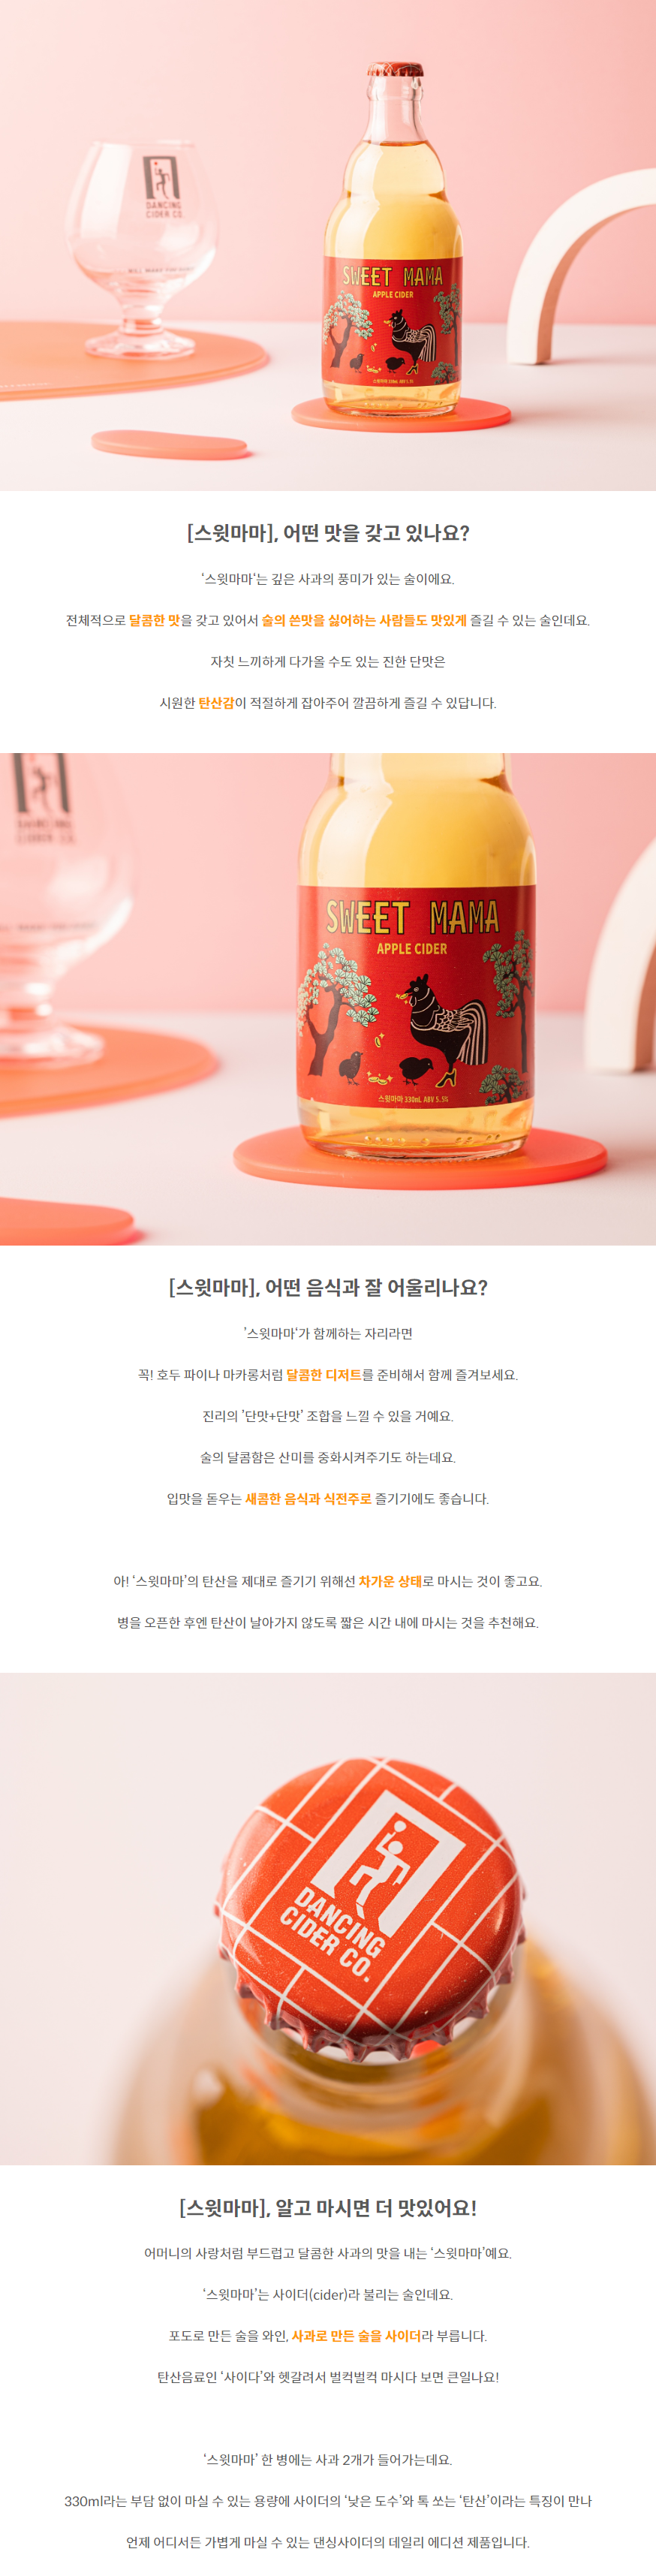 DANCING
CIDER CO.
SWEET MAMA
APPLE CIDER
스윗마마 330mL ABV 5.5%
[스윗마마], 어떤 맛을 갖고 있나요?
‘스윗마마‘는 깊은 사과의 풍미가 있는 술이에요.
전체적으로 달콤한 맛을 갖고 있어서 술의 쓴맛을 싫어하는 사람들도 맛있게 즐길 수 있는 술인데요.
자칫 느끼하게 다가올 수도 있는 진한 단맛은
시원한 탄산감이 적절하게 잡아주어 깔끔하게 즐길 수 있답니다.
SWEET MAMA
APPLE CIDER
스윗마마 330mL ABV 5.5%
[스윗마마], 어떤 음식과 잘 어울리나요?
’스윗마마‘가 함께하는 자리라면
꼭! 호두 파이나 마카롱처럼 달콤한 디저트를 준비해서 함께 즐겨보세요.
진리의 ’단맛+단맛’ 조합을 느낄 수 있을 거예요.
술의 달콤함은 산미를 중화시켜주기도 하는데요.
입맛을 돋우는 새콤한 음식과 식전주로 즐기기에도 좋습니다.
아! ‘스윗마마’의 탄산을 제대로 즐기기 위해선 차가운 상태로 마시는 것이 좋고요.
병을 오픈한 후엔 탄산이 날아가지 않도록 짧은 시간 내에 마시는 것을 추천해요.
DANCING
CIDER CO.
[스윗마마], 알고 마시면 더 맛있어요!
어머니의 사랑처럼 부드럽고 달콤한 사과의 맛을 내는 ‘스윗마마’예요.
‘스윗마마’는 사이더(cider)라 불리는 술인데요.
포도로 만든 술을 와인, 사과로 만든 술을 사이더라 부릅니다.
탄산음료인 ‘사이다’와 헷갈려서 벌컥벌컥 마시다 보면 큰일나요!
‘스윗마마’ 한 병에는 사과 2개가 들어가는데요.
330ml라는 부담 없이 마실 수 있는 용량에 사이더의 ‘낮은 도수’와 톡 쏘는 ‘탄산’이라는 특징이 만나
언제 어디서든 가볍게 마실 수 있는 댄싱사이더의 데일리 에디션 제품입니다.